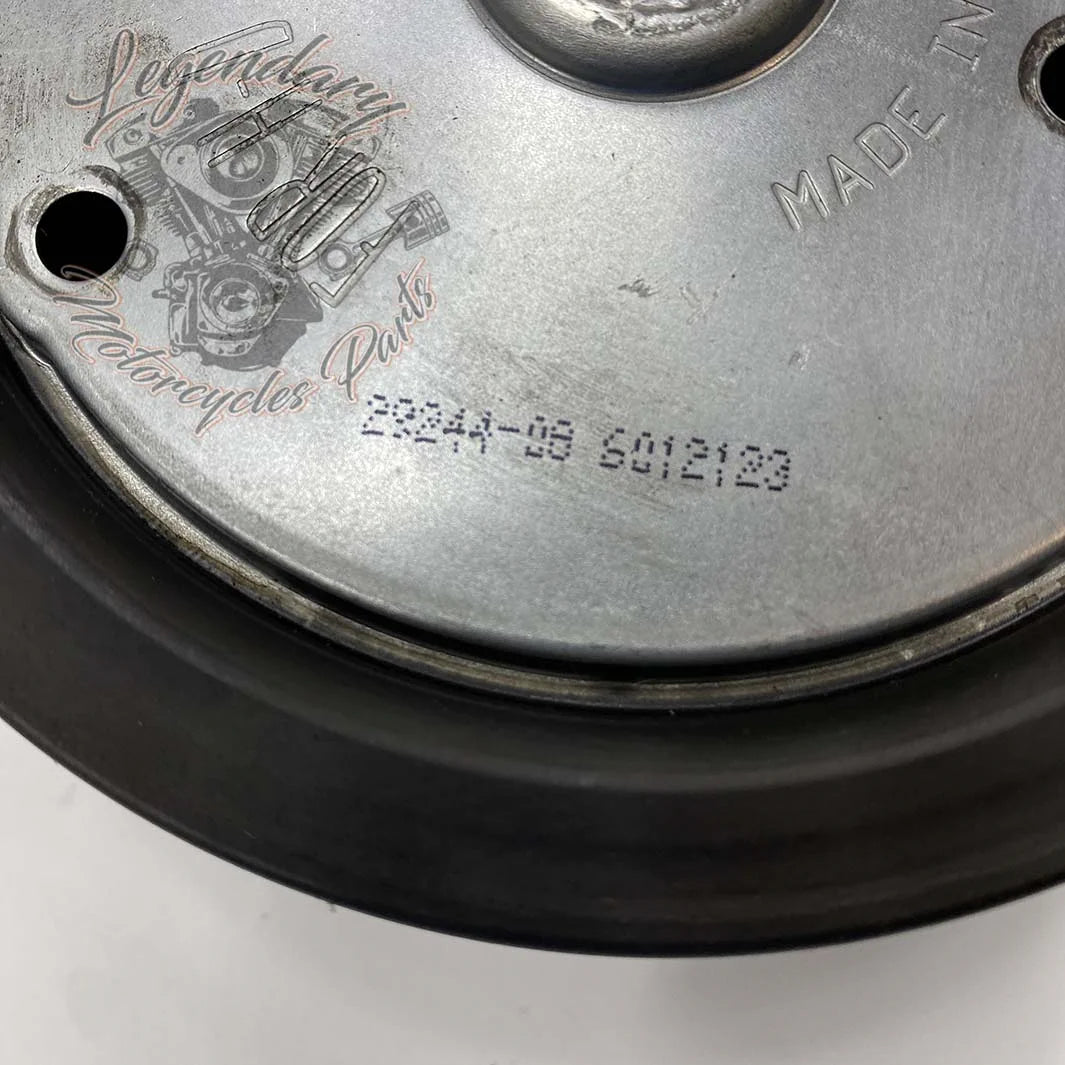 Legendary
MADE IN
Motorcycles Parts
29244-08 6012123